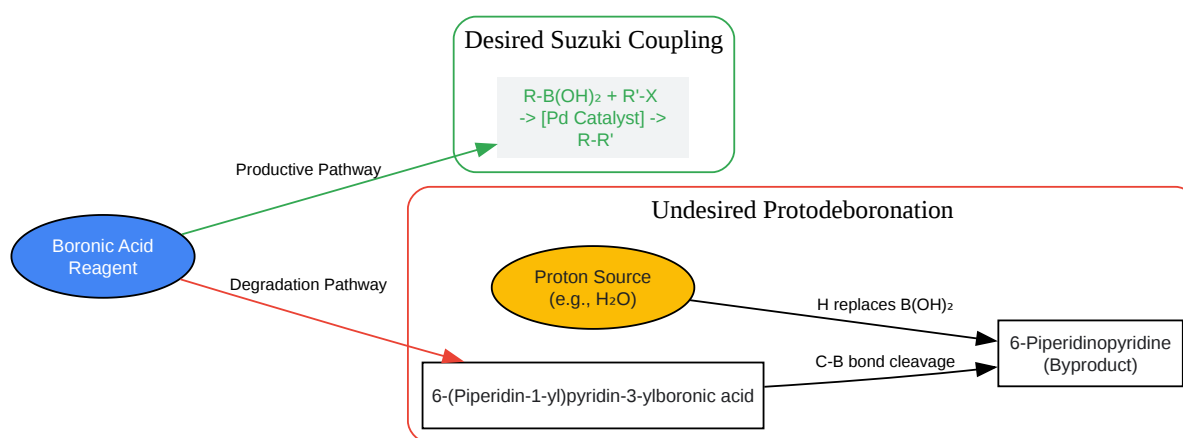 Desired Suzuki Coupling
R-B(OH)₂ + R'-X
-> [Pd Catalyst] ->
R-R'
Productive Pathway
Undesired Protodeboronation
Boronic Acid
Reagent
Degradation Pathway
Proton Source
(e.g., H₂O)
H replaces B(OH)₂
6-Piperidinopyridine
(Byproduct)
C-B bond cleavage
6-(Piperidin-1-yl)pyridin-3-ylboronic acid